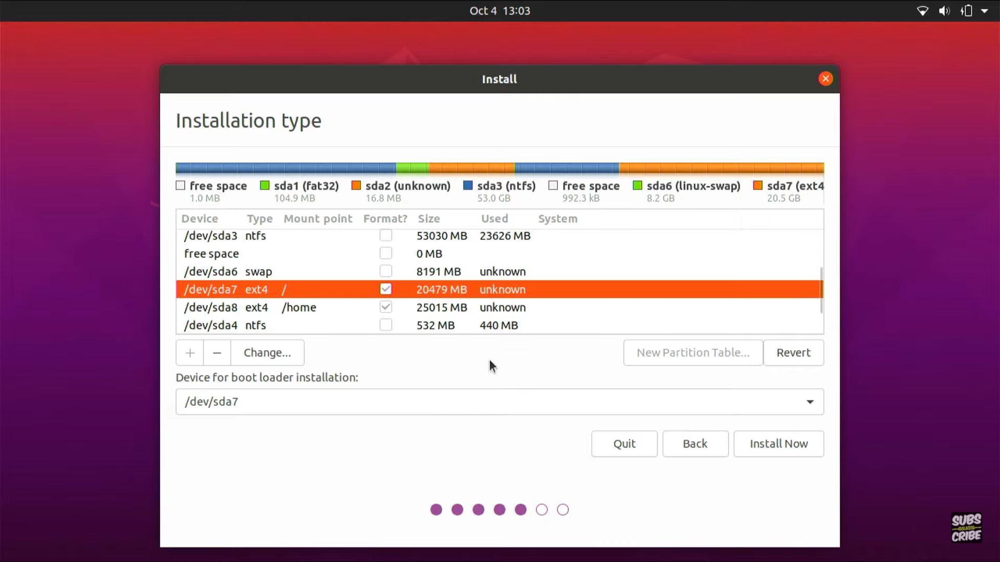 Oct 4 13:03
Install
Installation type
free space sda1 (fat32) sda2 (unknown) sda3 (ntfs) free space sda6 (linux-swap) sda7 (ext4
1.0 MB 104.9 MB 16.8 MB 53.0 GB 992.3 kB 8.2 GB 20.5 GB
Device Type Mount point Format? Size Used System
/dev/sda3 ntfs 53030 MB 23626 MB
free space 0 MB
/dev/sda6 swap 8191 MB unknown
/dev/sda7 ext4 / 20479 MB unknown
/dev/sda8 ext4 /home 25015 MB unknown
/dev/sda4 ntfs 532 MB 440 MB
+ − Change... New Partition Table... Revert
Device for boot loader installation:
/dev/sda7
Quit Back Install Now
SUBS
GRATIS
CRIBE